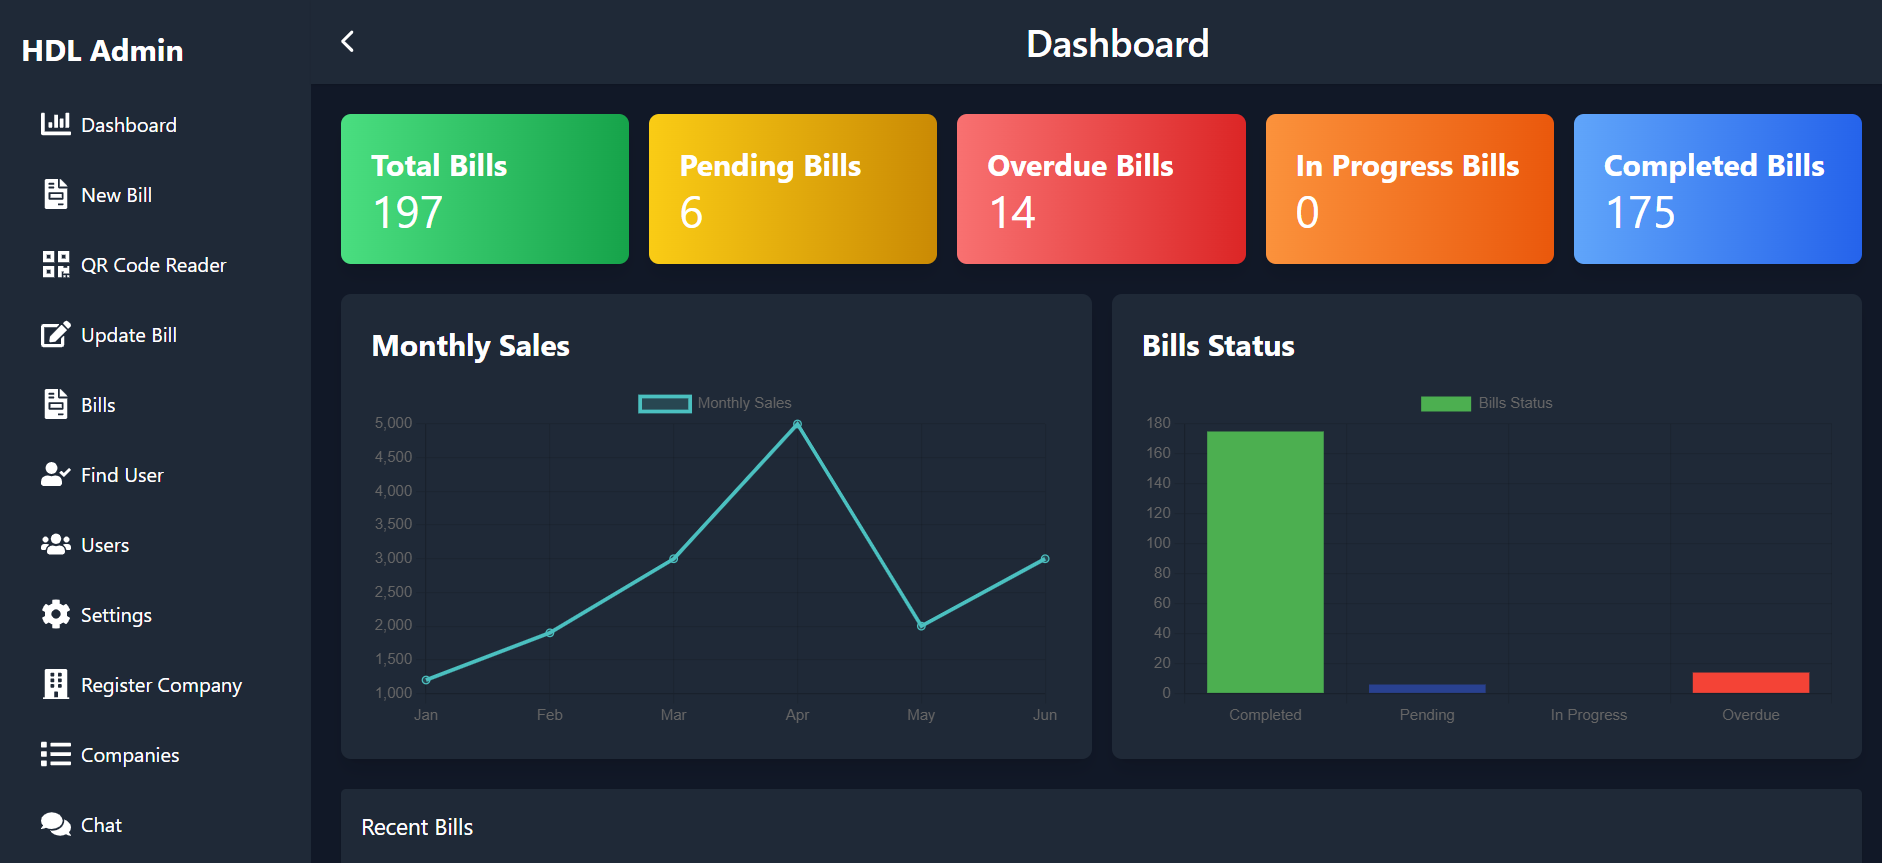 HDL Admin
Dashboard
New Bill
QR Code Reader
Update Bill
Bills
Find User
Users
Settings
Register Company
Companies
Chat
Dashboard
Total Bills
197
Pending Bills
6
Overdue Bills
14
In Progress Bills
0
Completed Bills
175
Monthly Sales
Monthly Sales
5,000
4,500
4,000
3,500
3,000
2,500
2,000
1,500
1,000
Jan Feb Mar Apr May Jun
Bills Status
Bills Status
180
160
140
120
100
80
60
40
20
0
Completed Pending In Progress Overdue
Recent Bills